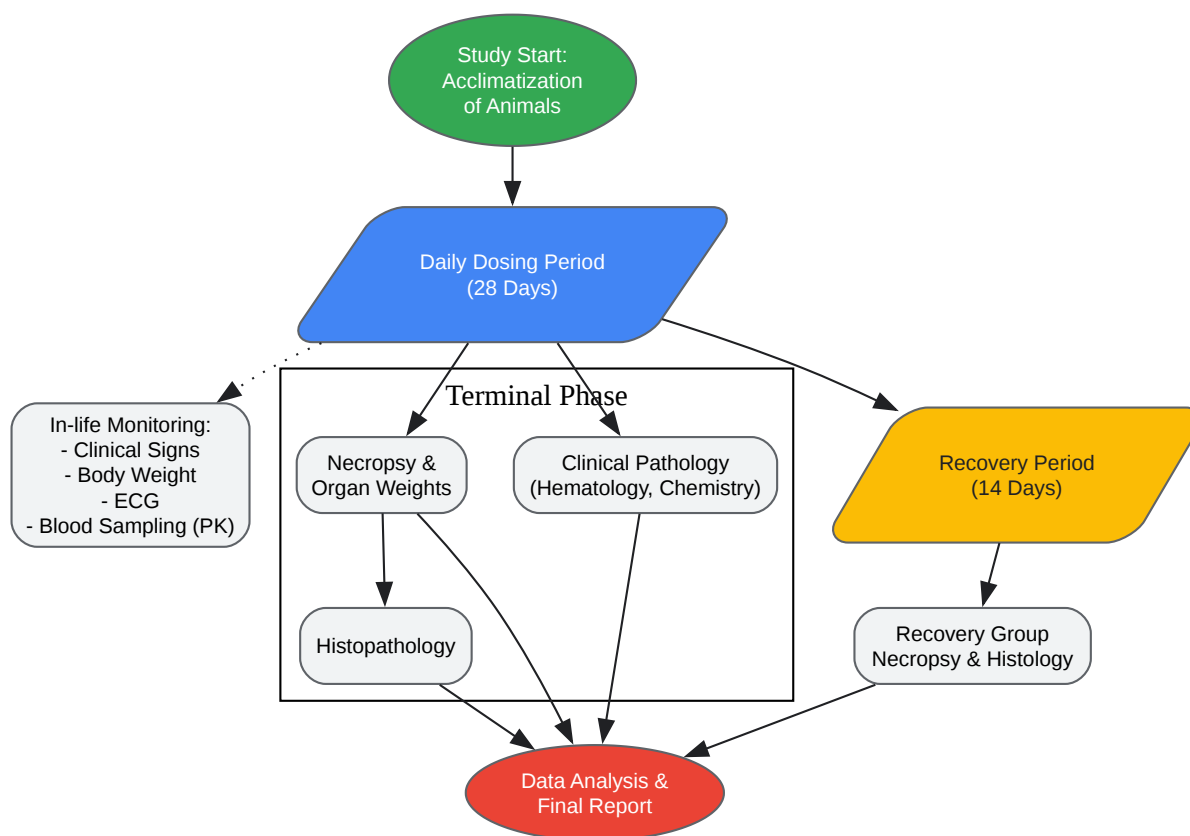 Study Start:
Acclimatization
of Animals
Daily Dosing Period
(28 Days)
Terminal Phase
In-life Monitoring:
- Clinical Signs
- Body Weight
- ECG
- Blood Sampling (PK)
Necropsy &
Organ Weights
Clinical Pathology
(Hematology, Chemistry)
Recovery Period
(14 Days)
Histopathology
Recovery Group
Necropsy & Histology
Data Analysis &
Final Report